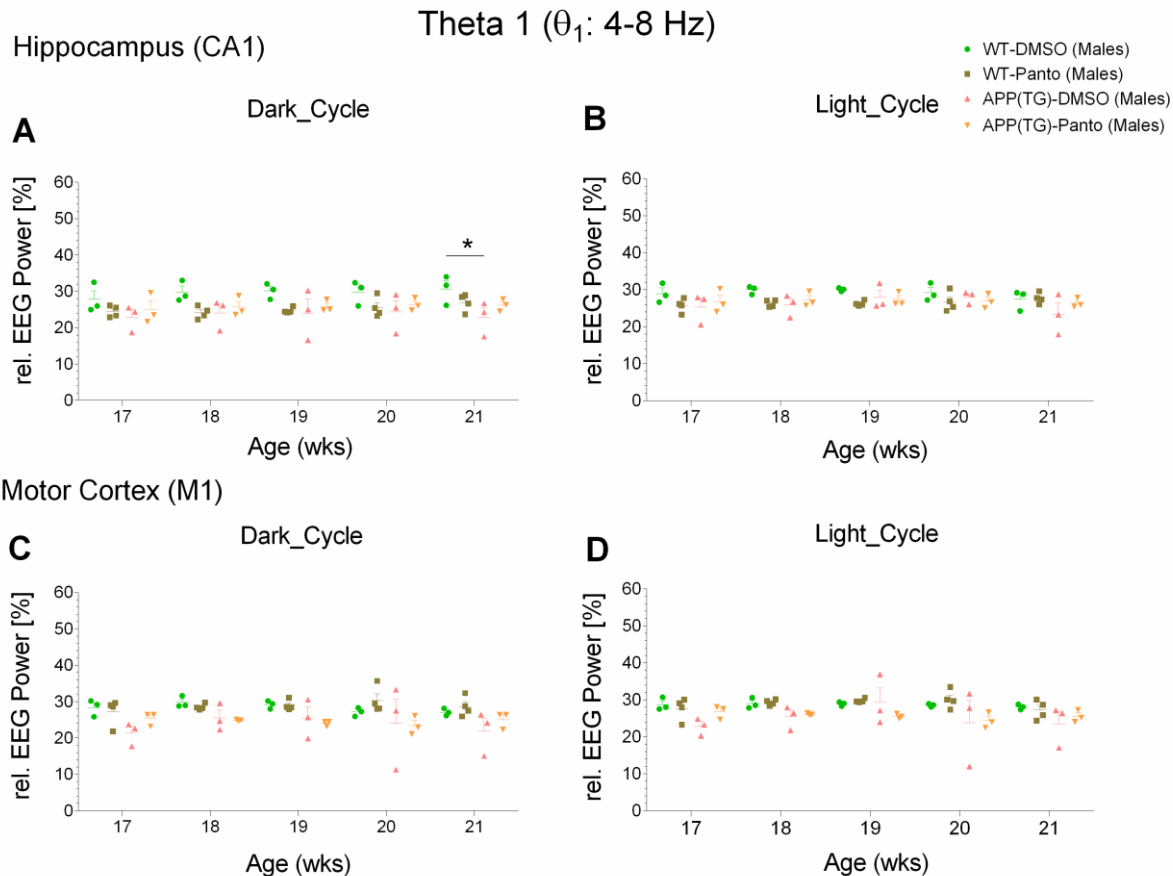 Theta 1 (θ1: 4-8 Hz)
Hippocampus (CA1)
WT-DMSO (Males)
WT-Panto (Males)
APP(TG)-DMSO (Males)
APP(TG)-Panto (Males)
A
Dark_Cycle
rel. EEG Power [%]
60
50
40
30
20
10
0
*
17 18 19 20 21
Age (wks)
B
Light_Cycle
rel. EEG Power [%]
60
50
40
30
20
10
0
17 18 19 20 21
Age (wks)
Motor Cortex (M1)
C
Dark_Cycle
rel. EEG Power [%]
60
50
40
30
20
10
0
17 18 19 20 21
Age (wks)
D
Light_Cycle
rel. EEG Power [%]
60
50
40
30
20
10
0
17 18 19 20 21
Age (wks)